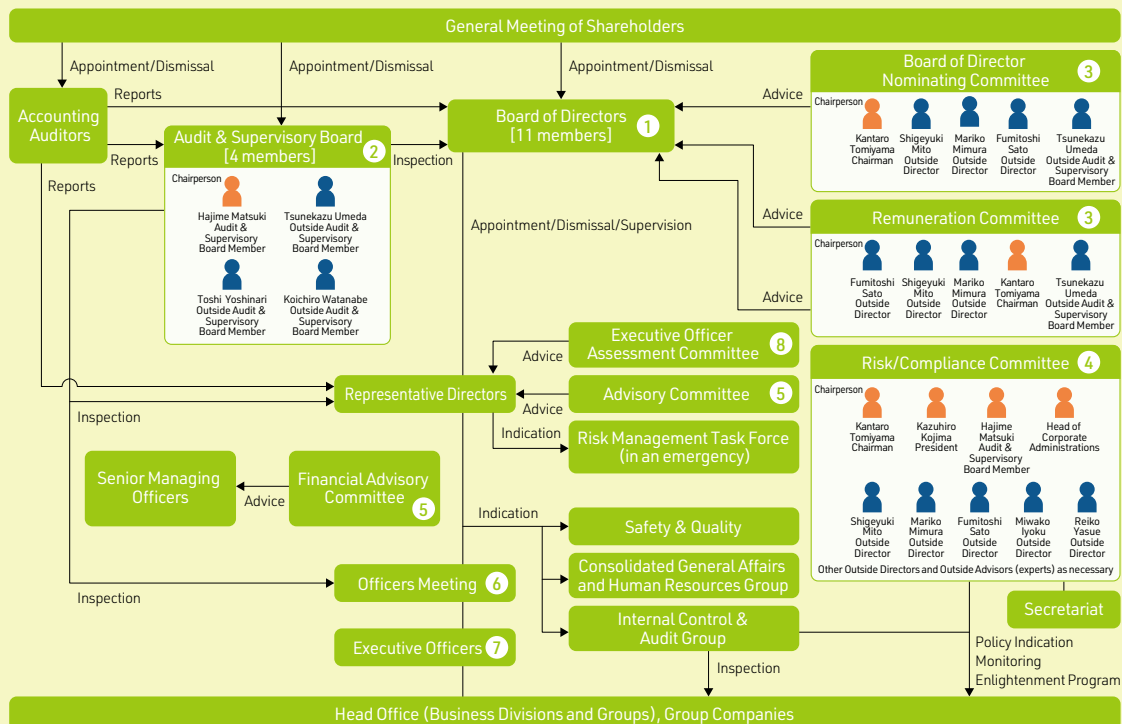 General Meeting of Shareholders
Appointment/Dismissal
Appointment/Dismissal
Appointment/Dismissal
Accounting
Auditors
Reports
Reports
Reports
Audit & Supervisory Board
[4 members]
2
Chairperson
Hajime Matsuki
Audit &
Supervisory
Board Member
Tsunekazu Umeda
Outside Audit &
Supervisory
Board Member
Toshi Yoshinari
Outside Audit &
Supervisory
Board Member
Koichiro Watanabe
Outside Audit &
Supervisory
Board Member
Inspection
Board of Directors
[11 members]
1
Advice
Advice
Advice
Board of Director
Nominating Committee
3
Chairperson
Kantaro
Tomiyama
Chairman
Shigeyuki
Mito
Outside
Director
Mariko
Mimura
Outside
Director
Fumitoshi
Sato
Outside
Director
Tsunekazu
Umeda
Outside Audit &
Supervisory
Board Member
Remuneration Committee
3
Chairperson
Fumitoshi
Sato
Outside
Director
Shigeyuki
Mito
Outside
Director
Mariko
Mimura
Outside
Director
Kantaro
Tomiyama
Chairman
Tsunekazu
Umeda
Outside Audit &
Supervisory
Board Member
Appointment/Dismissal/Supervision
Executive Officer
Assessment Committee
8
Advice
Representative Directors
Advisory Committee
5
Advice
Indication
Risk Management Task Force
(in an emergency)
Inspection
Senior Managing
Officers
Advice
Financial Advisory
Committee
5
Indication
Safety & Quality
Consolidated General Affairs
and Human Resources Group
Internal Control &
Audit Group
Inspection
Officers Meeting
6
Inspection
Executive Officers
7
Risk/Compliance Committee
4
Chairperson
Kantaro
Tomiyama
Chairman
Kazuhiro
Kojima
President
Hajime
Matsuki
Audit &
Supervisory
Board Member
Head of
Corporate
Administrations
Shigeyuki
Mito
Outside
Director
Mariko
Mimura
Outside
Director
Fumitoshi
Sato
Outside
Director
Miwako
Iyoku
Outside
Director
Reiko
Yasue
Outside
Director
Other Outside Directors and Outside Advisors (experts) as necessary
Secretariat
Policy Indication
Monitoring
Enlightenment Program
Head Office (Business Divisions and Groups), Group Companies